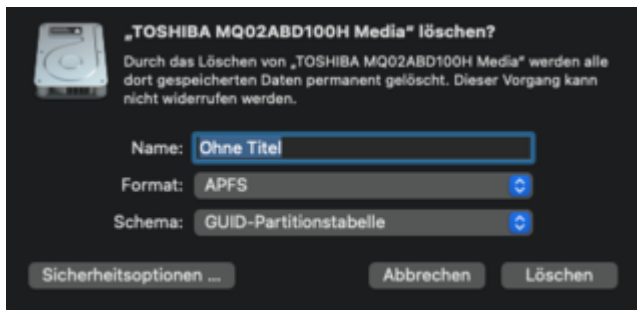 „TOSHIBA MQ02ABD100H Media“ löschen?
Durch das Löschen von „TOSHIBA MQ02ABD100H Media“ werden alle
dort gespeicherten Daten permanent gelöscht. Dieser Vorgang kann
nicht widerrufen werden.
Name: Ohne Titel
Format: APFS
Schema: GUID-Partitionstabelle
Sicherheitsoptionen ... Abbrechen Löschen